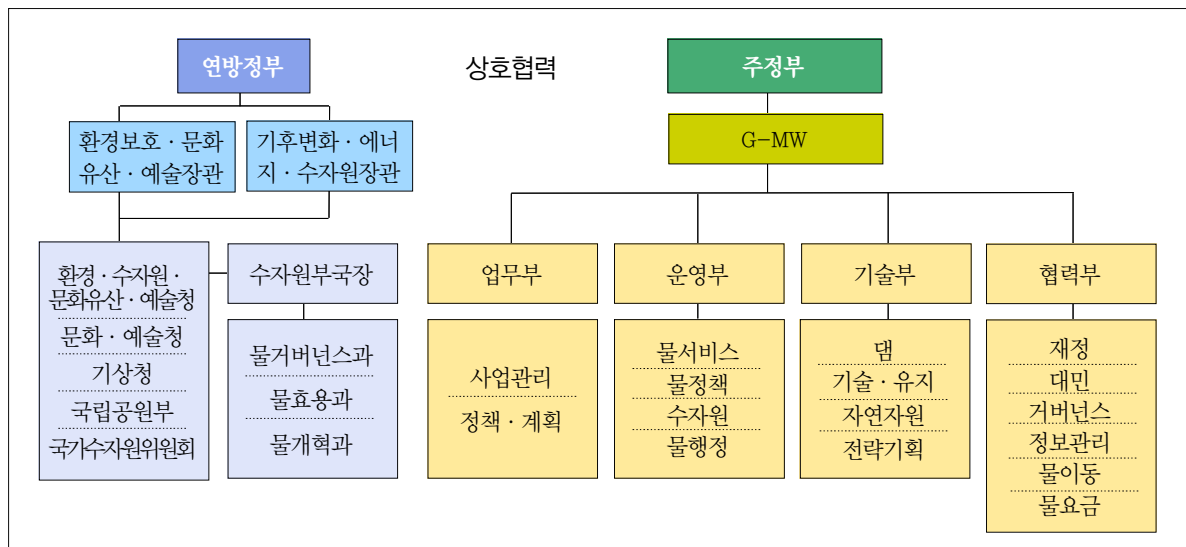 연방정부
상호협력
주정부
환경보호 · 문화
유산 · 예술장관
기후변화 · 에너
지 · 수자원장관
G-MW
환경 · 수자원 ·
문화유산 · 예술청
문화 · 예술청
기상청
국립공원부
국가수자원위원회
수자원부국장
물거버넌스과
물효용과
물개혁과
업무부
사업관리
정책 · 계획
운영부
물서비스
물정책
수자원
물행정
기술부
댐
기술 · 유지
자연자원
전략기획
협력부
재정
대민
거버넌스
정보관리
물이동
물요금